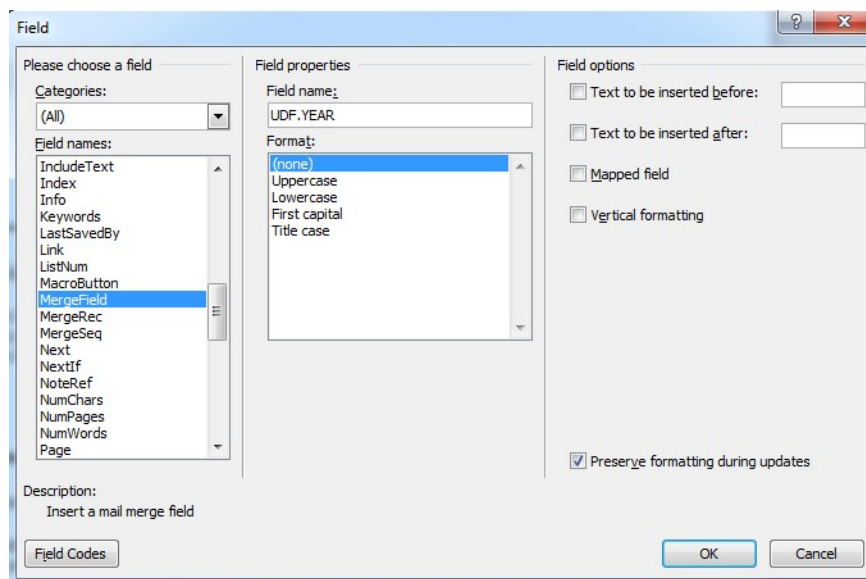 Field
Please choose a field
Categories:
(All)
Field names:
IncludeText
Index
Info
Keywords
LastSavedBy
Link
ListNum
MacroButton
MergeField
MergeRec
MergeSeq
Next
NextIf
NoteRef
NumChars
NumPages
NumWords
Page
Field properties
Field name:
UDF.YEAR
Format:
(none)
Uppercase
Lowercase
First capital
Title case
Field options
Text to be inserted before:
Text to be inserted after:
Mapped field
Vertical formatting
Preserve formatting during updates
Description:
Insert a mail merge field
Field Codes
OK
Cancel